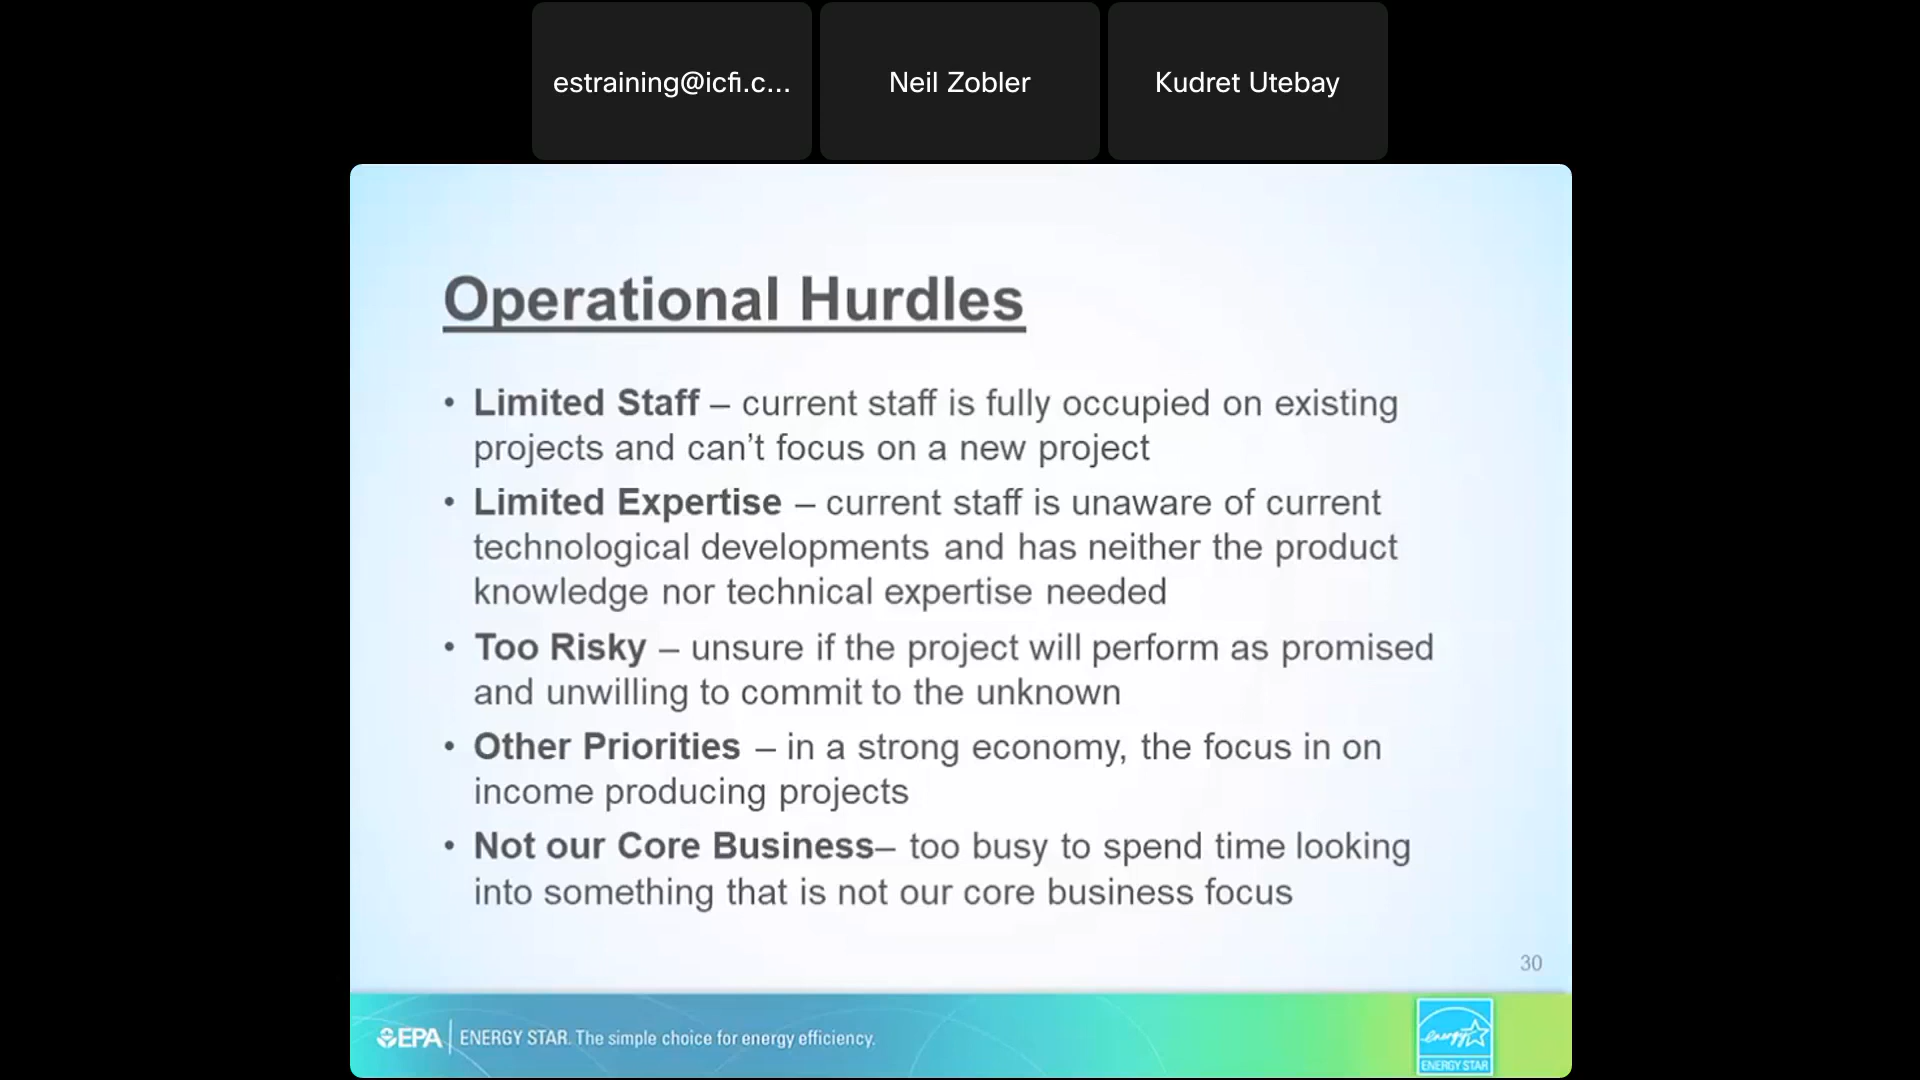 estraining@icfi.c...
Neil Zobler
Kudret Utebay
Operational Hurdles
• Limited Staff – current staff is fully occupied on existing
projects and can’t focus on a new project
• Limited Expertise – current staff is unaware of current
technological developments and has neither the product
knowledge nor technical expertise needed
• Too Risky – unsure if the project will perform as promised
and unwilling to commit to the unknown
• Other Priorities – in a strong economy, the focus in on
income producing projects
• Not our Core Business– too busy to spend time looking
into something that is not our core business focus
30
EPA ENERGY STAR. The simple choice for energy efficiency.
energy
ENERGY STAR